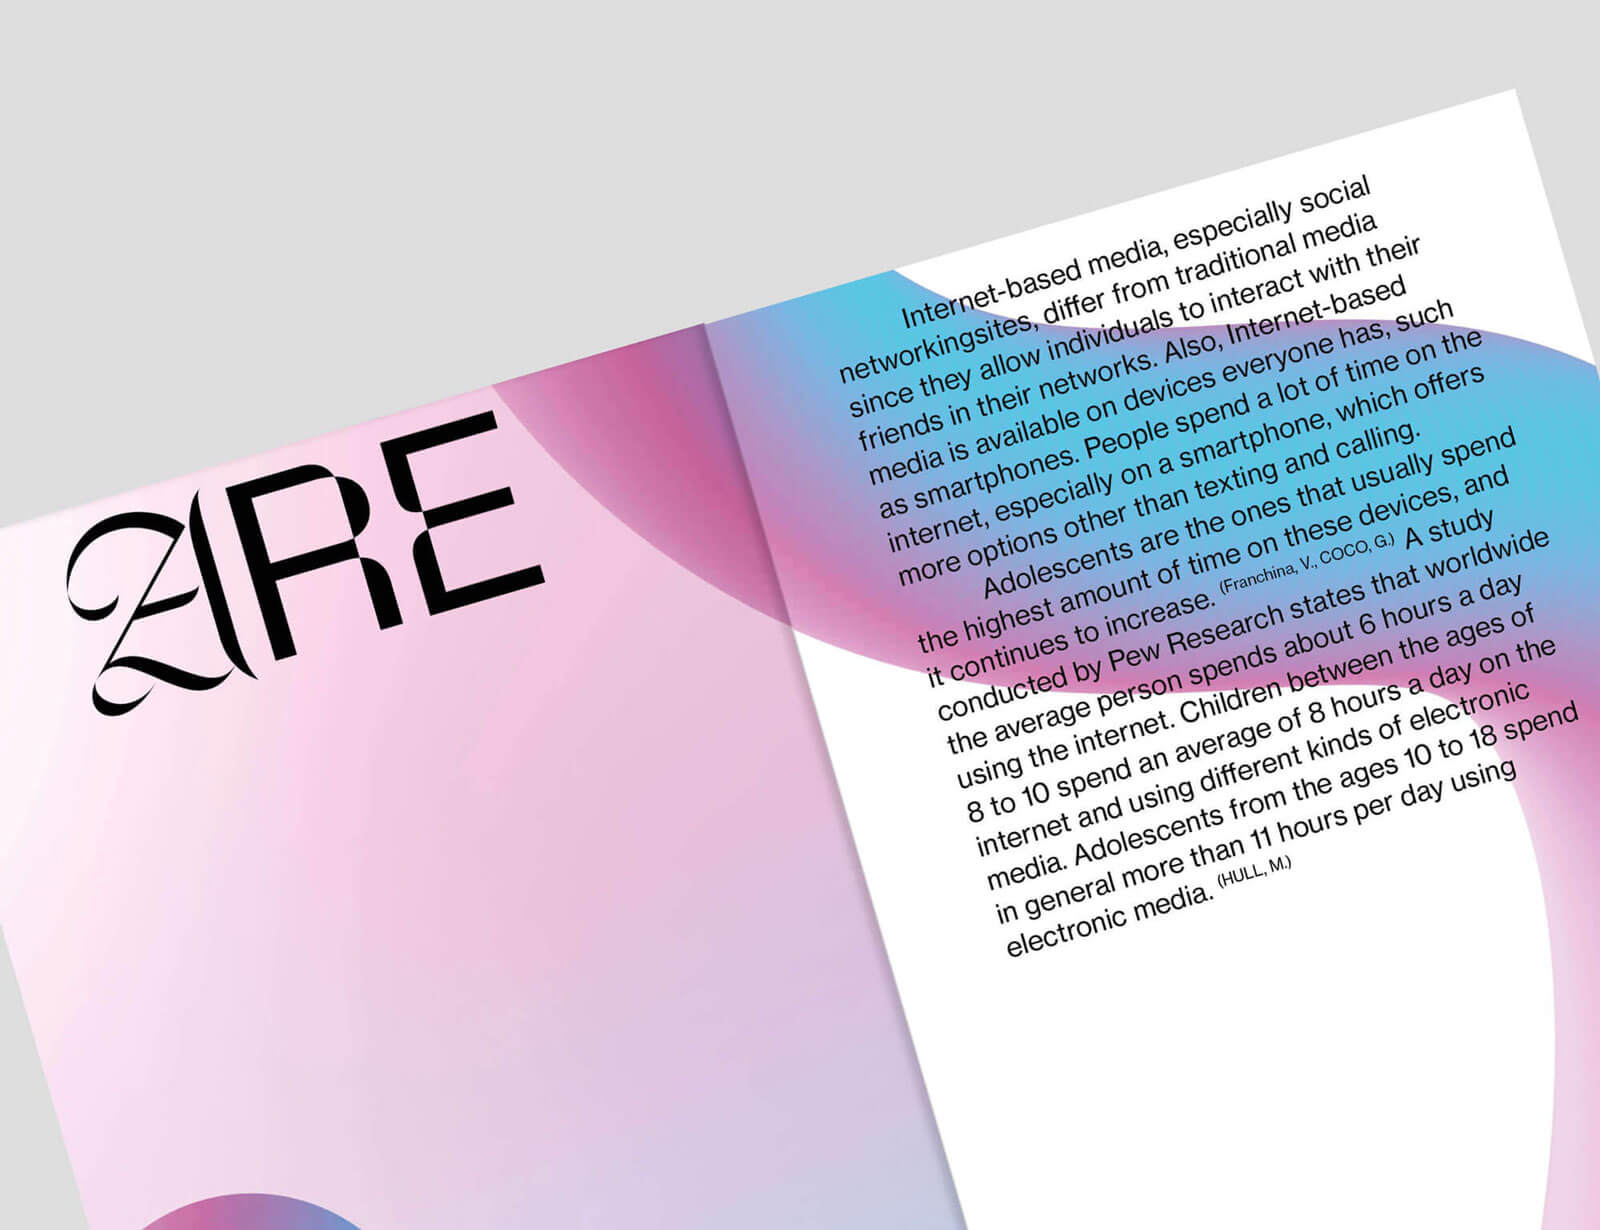 ARE
Internet-based media, especially social
networkingsites, differ from traditional media
since they allow individuals to interact with their
friends in their networks. Also, Internet-based
media is available on devices everyone has, such
as smartphones. People spend a lot of time on the
internet, especially on a smartphone, which offers
more options other than texting and calling.
Adolescents are the ones that usually spend
the highest amount of time on these devices, and
it continues to increase. (Franchina, V., COCO, G.) A study
conducted by Pew Research states that worldwide
the average person spends about 6 hours a day
using the internet. Children between the ages of
8 to 10 spend an average of 8 hours a day on the
internet and using different kinds of electronic
media. Adolescents from the ages 10 to 18 spend
in general more than 11 hours per day using
electronic media. (HULL, M.)